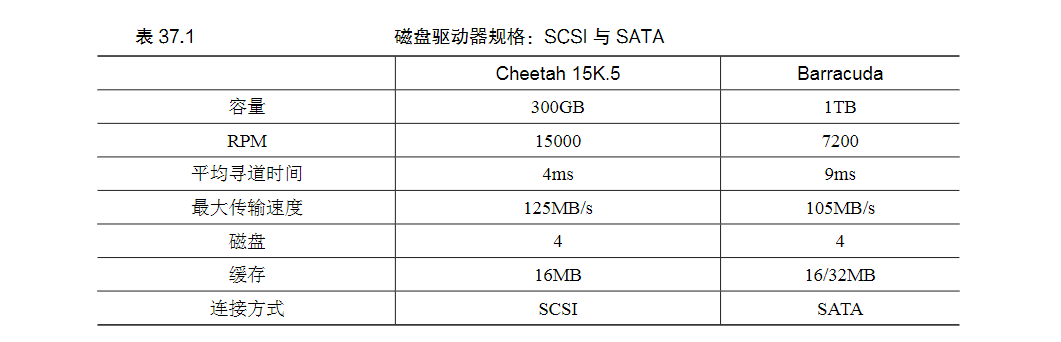 表 37.1 磁盘驱动器规格：SCSI 与 SATA
Cheetah 15K.5 Barracuda
容量 300GB 1TB
RPM 15000 7200
平均寻道时间 4ms 9ms
最大传输速度 125MB/s 105MB/s
磁盘 4 4
缓存 16MB 16/32MB
连接方式 SCSI SATA